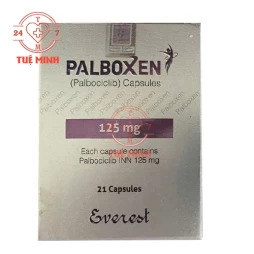 24 7
TUỆ MINH
PALBOXEN
(Palbociclib) Capsules
125 mg
Each capsule contains
Palbociclib INN 125 mg
21 Capsules
Everest